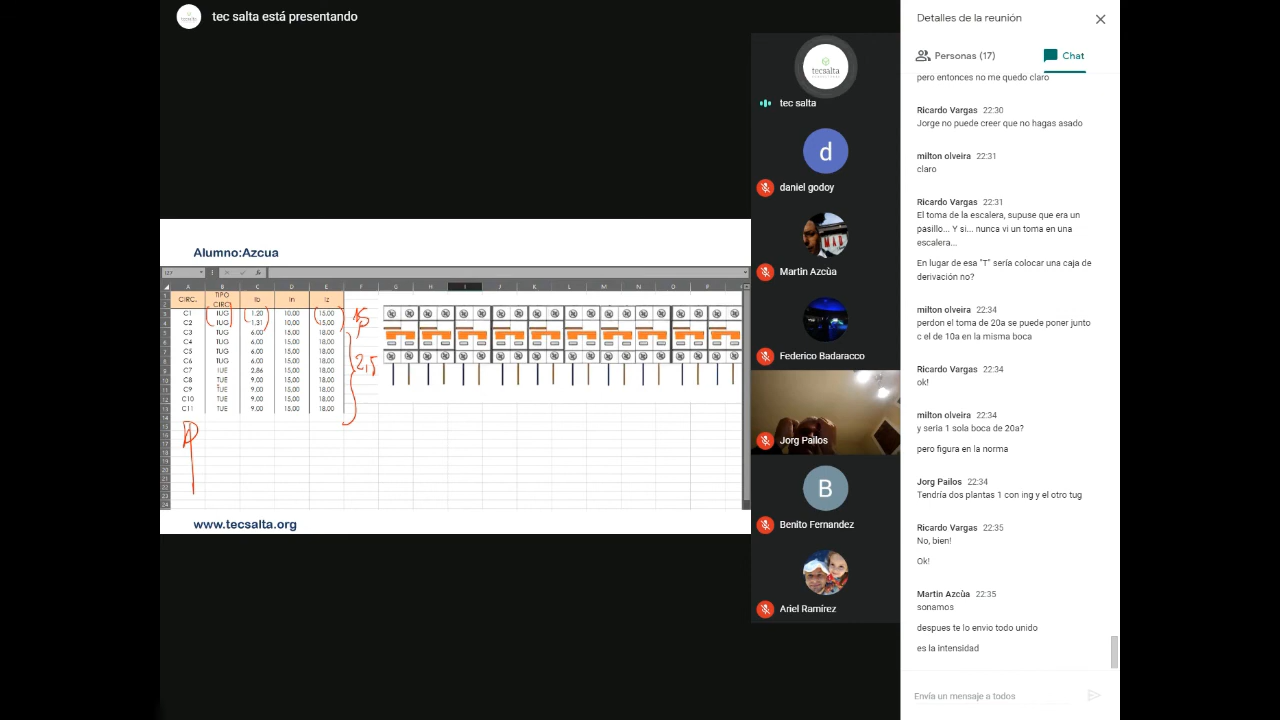 tec salta está presentando
Alumno:Azcua
CIRC.
TIPO
CIRC
Ib
In
Iz
C1 IUG 1,20 10,00 15,00
C2 IUG 1,31 10,00 15,00
C3 TUG 6,00 15,00 18,00
C4 TUG 6,00 15,00 18,00
C5 TUG 6,00 15,00 18,00
C6 TUG 6,00 15,00 18,00
C7 IUE 2,86 15,00 18,00
C8 TUE 9,00 15,00 18,00
C9 TUE 9,00 15,00 18,00
C10 TUE 9,00 15,00 18,00
C11 TUE 9,00 15,00 18,00
2,5
www.tecsalta.org
tecsalta
tec salta
d
daniel godoy
Martin Azcùa
Federico Badaracco
Jorg Pailos
B
Benito Fernandez
Ariel Ramírez
Detalles de la reunión
Personas (17)
Chat
pero entonces no me quedo claro
Ricardo Vargas 22:30
Jorge no puede creer que no hagas asado
milton olveira 22:31
claro
Ricardo Vargas 22:31
El toma de la escalera, supuse que era un
pasillo... Y si... nunca vi un toma en una
escalera...
En lugar de esa "T" sería colocar una caja de
derivación no?
milton olveira 22:34
perdon el toma de 20a se puede poner junto
c el de 10a en la misma boca
Ricardo Vargas 22:34
ok!
milton olveira 22:34
y seria 1 sola boca de 20a?
pero figura en la norma
Jorg Pailos 22:34
Tendría dos plantas 1 con ing y el otro tug
Ricardo Vargas 22:35
No, bien!
Ok!
Martin Azcùa 22:35
sonamos
despues te lo envio todo unido
es la intensidad
Envía un mensaje a todos